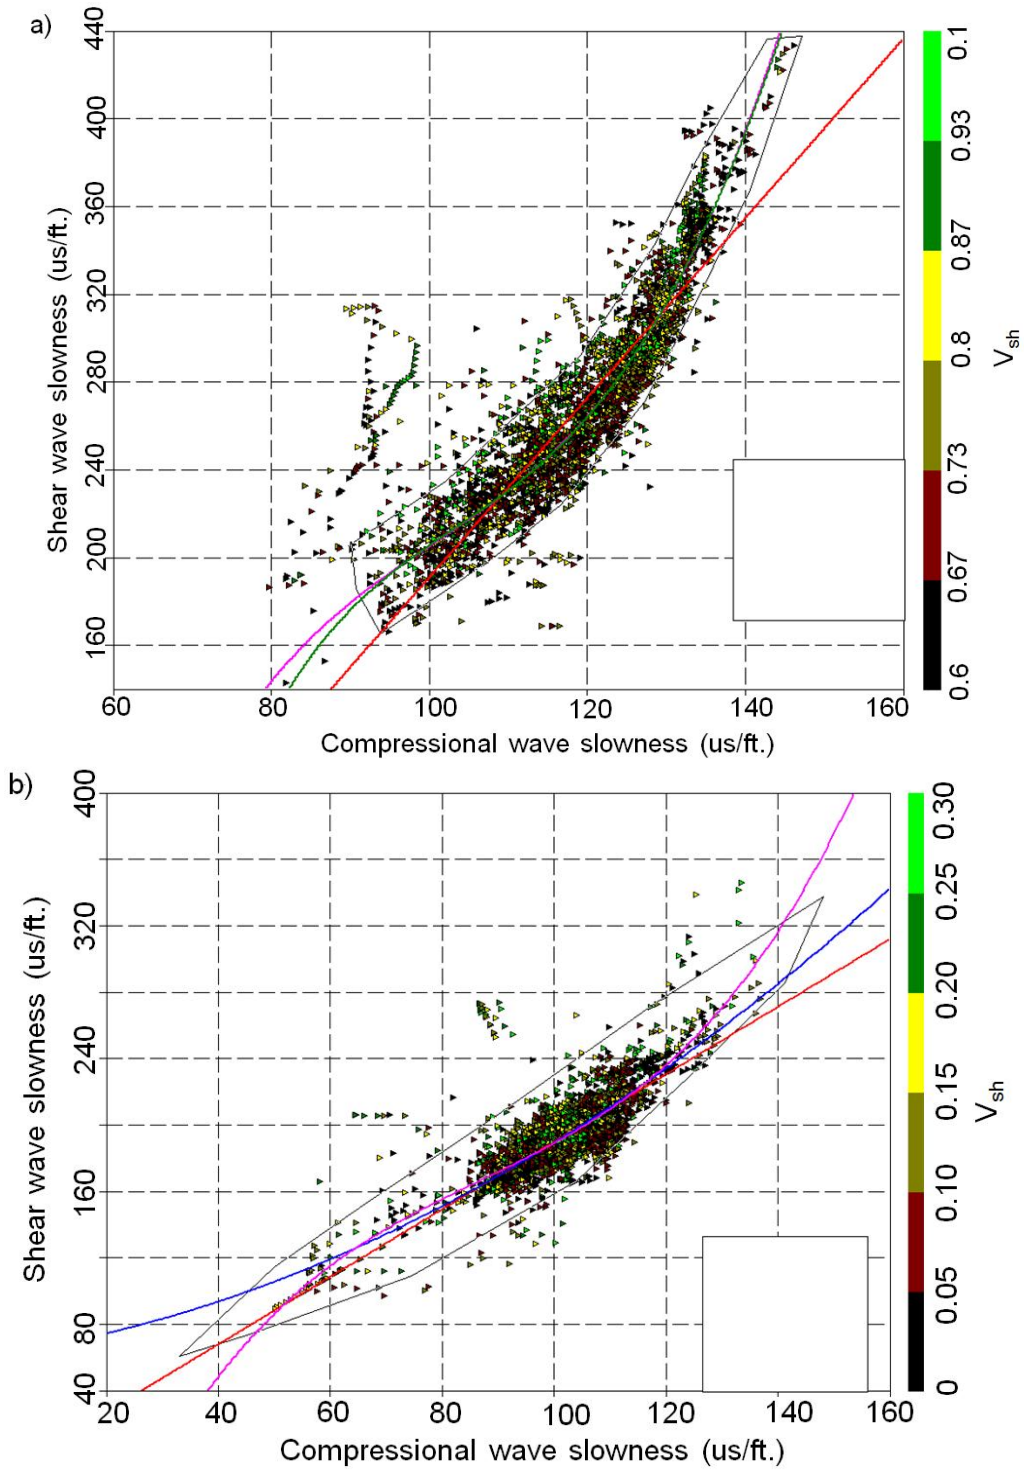 a)
440
400
360
320
280
240
200
160
Shear wave slowness (us/ft.)
60 80 100 120 140 160
Compressional wave slowness (us/ft.)
0.1
0.93
0.87
0.8
0.73
0.67
0.6
Vsh
b)
400
320
240
160
80
40
Shear wave slowness (us/ft.)
20 40 60 80 100 120 140 160
Compressional wave slowness (us/ft.)
0.30
0.25
0.20
0.15
0.10
0.05
0
Vsh